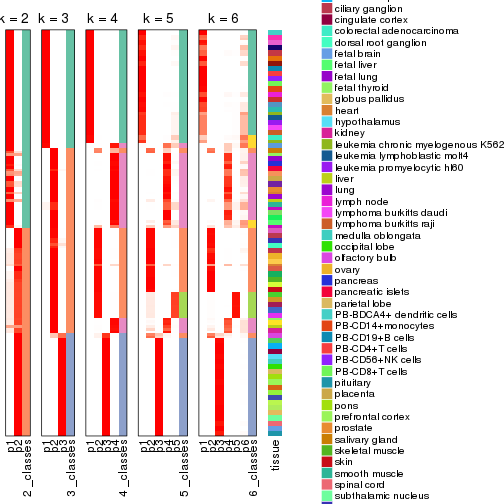 k = 2 k = 3 k = 4 k = 5 k = 6
p1
p2
2_classes
p1
p2
p3
3_classes
p1
p2
p3
p4
4_classes
p1
p2
p3
p4
p5
5_classes
p1
p2
p3
p4
p5
p6
6_classes
tissue
ciliary ganglion
cingulate cortex
colorectal adenocarcinoma
dorsal root ganglion
fetal brain
fetal liver
fetal lung
fetal thyroid
globus pallidus
heart
hypothalamus
kidney
leukemia chronic myelogenous K562
leukemia lymphoblastic molt4
leukemia promyelocytic hl60
liver
lung
lymph node
lymphoma burkitts daudi
lymphoma burkitts raji
medulla oblongata
occipital lobe
olfactory bulb
ovary
pancreas
pancreatic islets
parietal lobe
PB-BDCA4+ dendritic cells
PB-CD14+monocytes
PB-CD19+B cells
PB-CD4+T cells
PB-CD56+NK cells
PB-CD8+T cells
pituitary
placenta
pons
prefrontal cortex
prostate
salivary gland
skeletal muscle
skin
smooth muscle
spinal cord
subthalamic nucleus